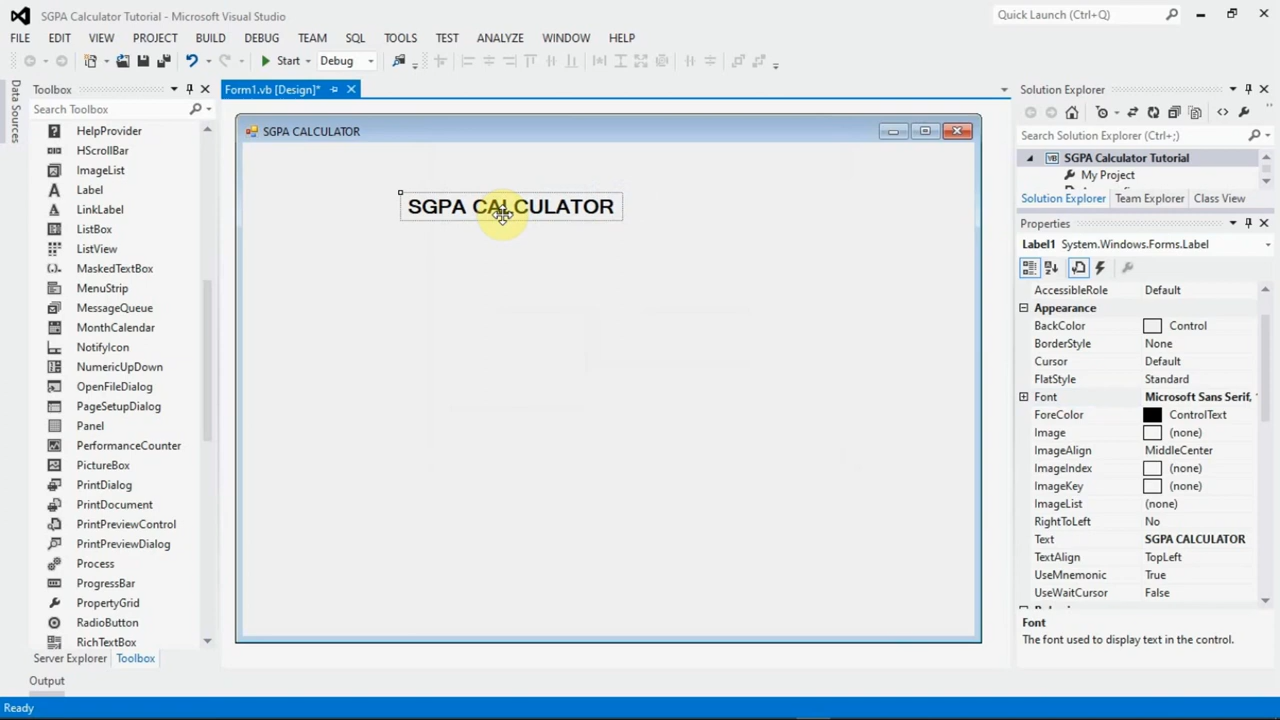 SGPA Calculator Tutorial - Microsoft Visual Studio
Quick Launch (Ctrl+Q)
FILE EDIT VIEW PROJECT BUILD DEBUG TEAM SQL TOOLS TEST ANALYZE WINDOW HELP
Start Debug
Data Sources
Toolbox
Search Toolbox
HelpProvider
HScrollBar
ImageList
Label
LinkLabel
ListBox
ListView
MaskedTextBox
MenuStrip
MessageQueue
MonthCalendar
NotifyIcon
NumericUpDown
OpenFileDialog
PageSetupDialog
Panel
PerformanceCounter
PictureBox
PrintDialog
PrintDocument
PrintPreviewControl
PrintPreviewDialog
Process
ProgressBar
PropertyGrid
RadioButton
RichTextBox
Server Explorer Toolbox
Output
Ready
Form1.vb [Design]*
SGPA CALCULATOR
SGPA CALCULATOR
Solution Explorer
Search Solution Explorer (Ctrl+;)
SGPA Calculator Tutorial
My Project
Solution Explorer Team Explorer Class View
Properties
Label1 System.Windows.Forms.Label
AccessibleRole Default
Appearance
BackColor Control
BorderStyle None
Cursor Default
FlatStyle Standard
Font Microsoft Sans Serif,
ForeColor ControlText
Image (none)
ImageAlign MiddleCenter
ImageIndex (none)
ImageKey (none)
ImageList (none)
RightToLeft No
Text SGPA CALCULATOR
TextAlign TopLeft
UseMnemonic True
UseWaitCursor False
Font
The font used to display text in the control.